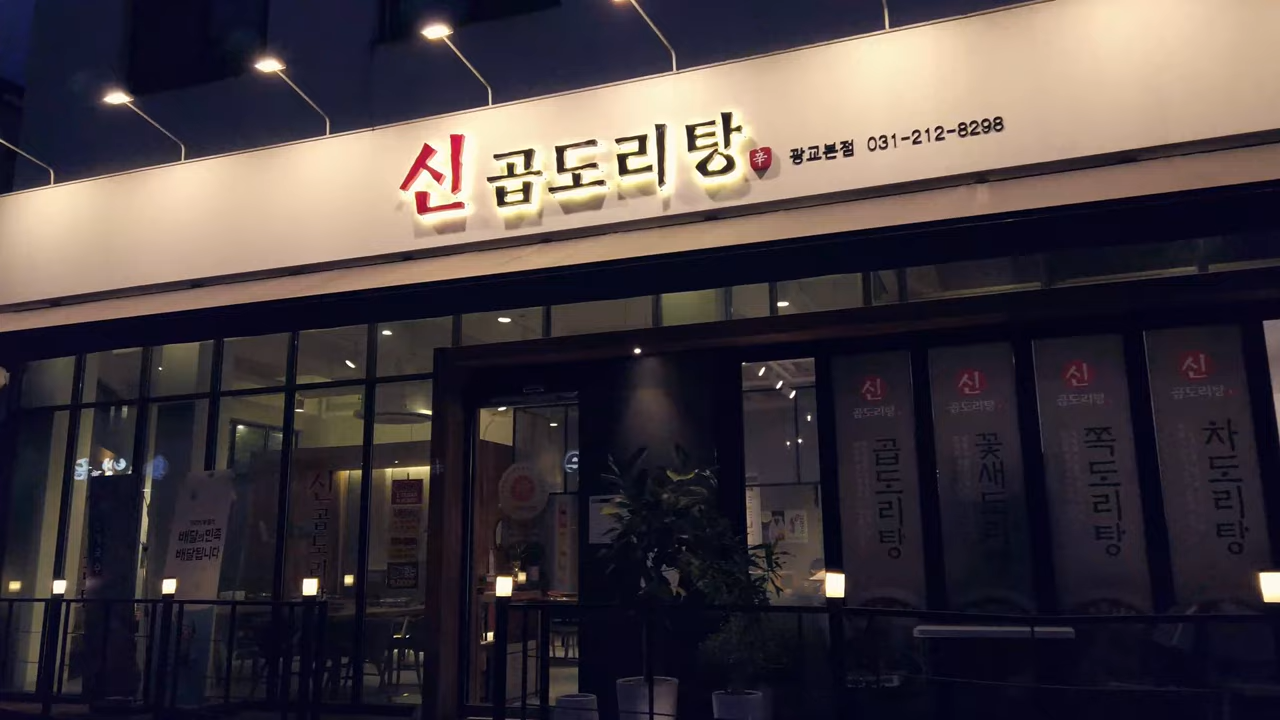 신 곱도리탕 辛 광교본점 031-212-8298
신
곱도리탕
곱도리탕
신
곱도리탕
꽃새도리
신
곱도리탕
쪽도리탕
신
곱도리탕
차도리탕
신곱도리
배달의민족
배달됩니다